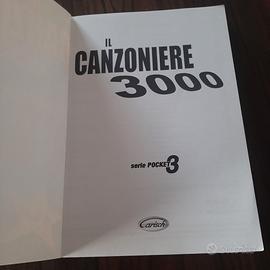 IL
CANZONIERE
3000
serie POCKET 3
Carisch